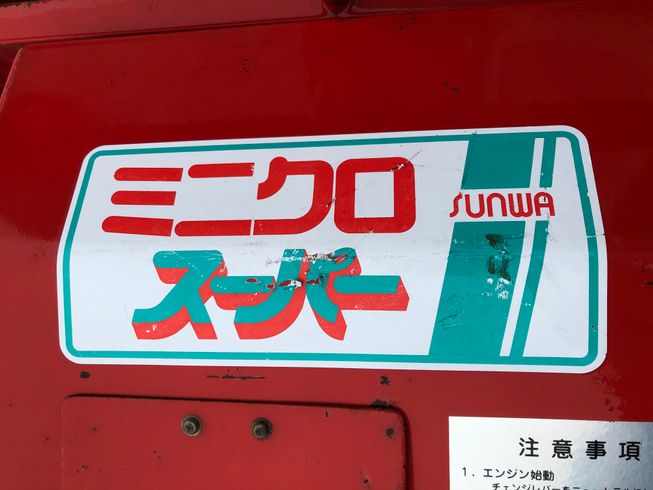 ミニクロ
スーパー
SUNWA
注意事項
1. エンジン始動